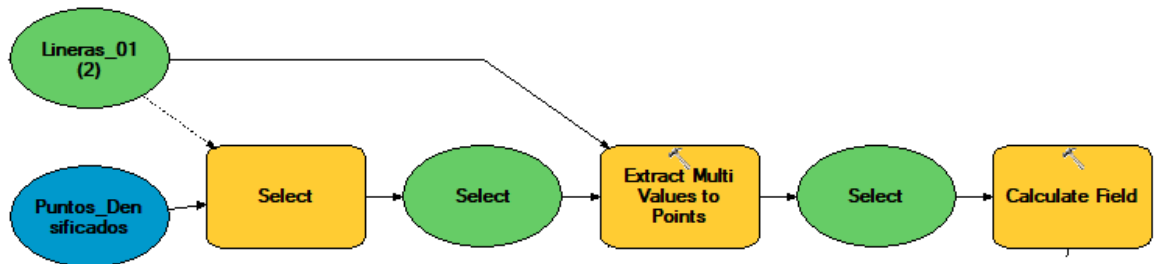 Lineras_01
(2)
Puntos_Den
sificados
Select
Select
Extract Multi
Values to
Points
Select
Calculate Field